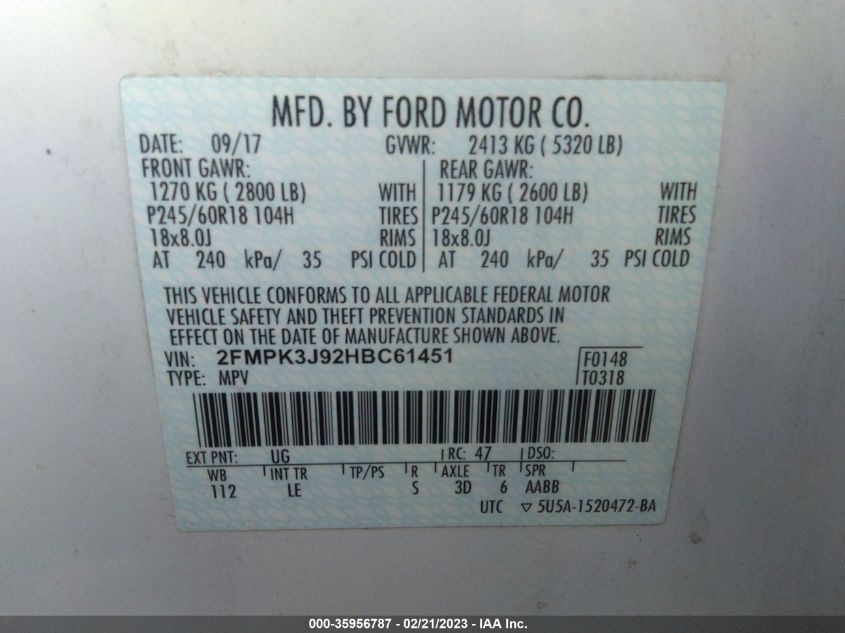 MFD. BY FORD MOTOR CO.
DATE: 09/17 GVWR: 2413 KG ( 5320 LB)
FRONT GAWR: REAR GAWR:
1270 KG ( 2800 LB) WITH 1179 KG ( 2600 LB) WITH
P245/60R18 104H TIRES P245/60R18 104H TIRES
18x8.0J RIMS 18x8.0J RIMS
AT 240 kPa/ 35 PSI COLD AT 240 kPa/ 35 PSI COLD
THIS VEHICLE CONFORMS TO ALL APPLICABLE FEDERAL MOTOR
VEHICLE SAFETY AND THEFT PREVENTION STANDARDS IN
EFFECT ON THE DATE OF MANUFACTURE SHOWN ABOVE.
VIN: 2FMPK3J92HBC61451 F0148
TYPE: MPV T0318
EXT PNT: UG RC: 47 DSO:
WB INT TR TP/PS R AXLE TR SPR
112 LE S 3D 6 AABB
UTC ▽ 5U5A-1520472-BA
000-35956787 - 02/21/2023 - IAA Inc.